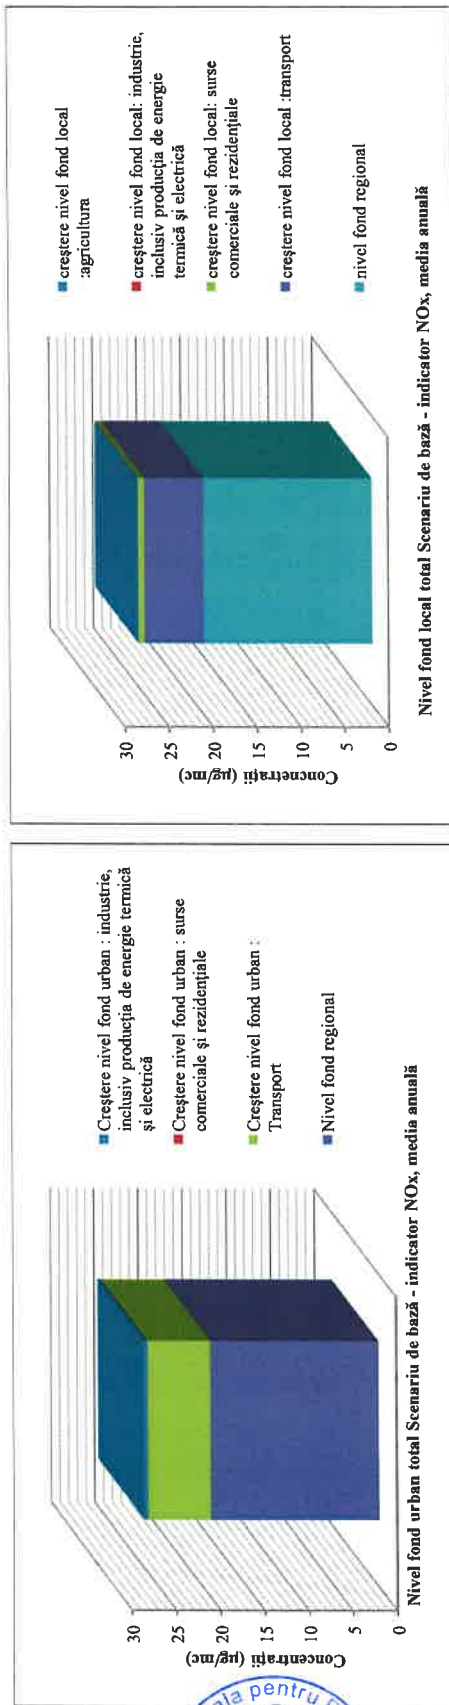 Concnetrații (µg/mc)
30
25
20
15
10
5
0
Creștere nivel fond urban : industrie,
inclusiv producția de energie termică
și electrică
Creștere nivel fond urban : surse
comerciale și rezidențiale
Creștere nivel fond urban :
Transport
Nivel fond regional
Nivel fond urban total Scenariu de bază - indicator NOx, media anuală
Concnetrații (µg/mc)
30
25
20
15
10
5
0
creștere nivel fond local
:agricultura
creștere nivel fond local: industrie,
inclusiv producția de energie
termică și electrică
creștere nivel fond local: surse
comerciale și rezidențiale
creștere nivel fond local :transport
nivel fond regional
Nivel fond local total Scenariu de bază - indicator NOx, media anuală
pentru